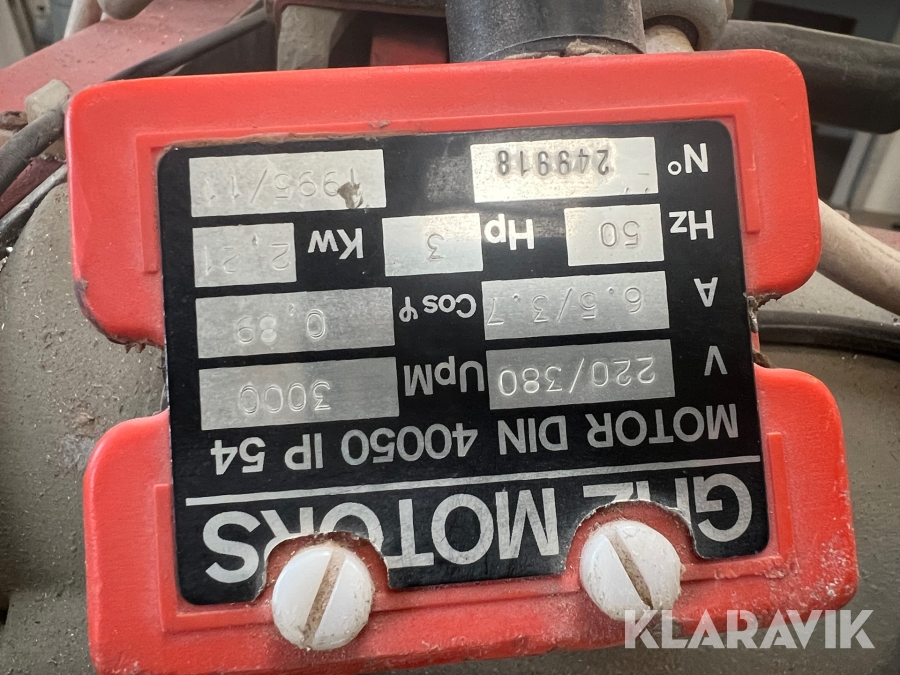 GHZ MOTORS
MOTOR DIN 40050 IP 54
V 220/380 UpM 3000
A 6.5/3.7 Cos φ 0,89
Hz 50 Hp 3 Kw 2,21
N° 249918 1995/11
KLARAVIK